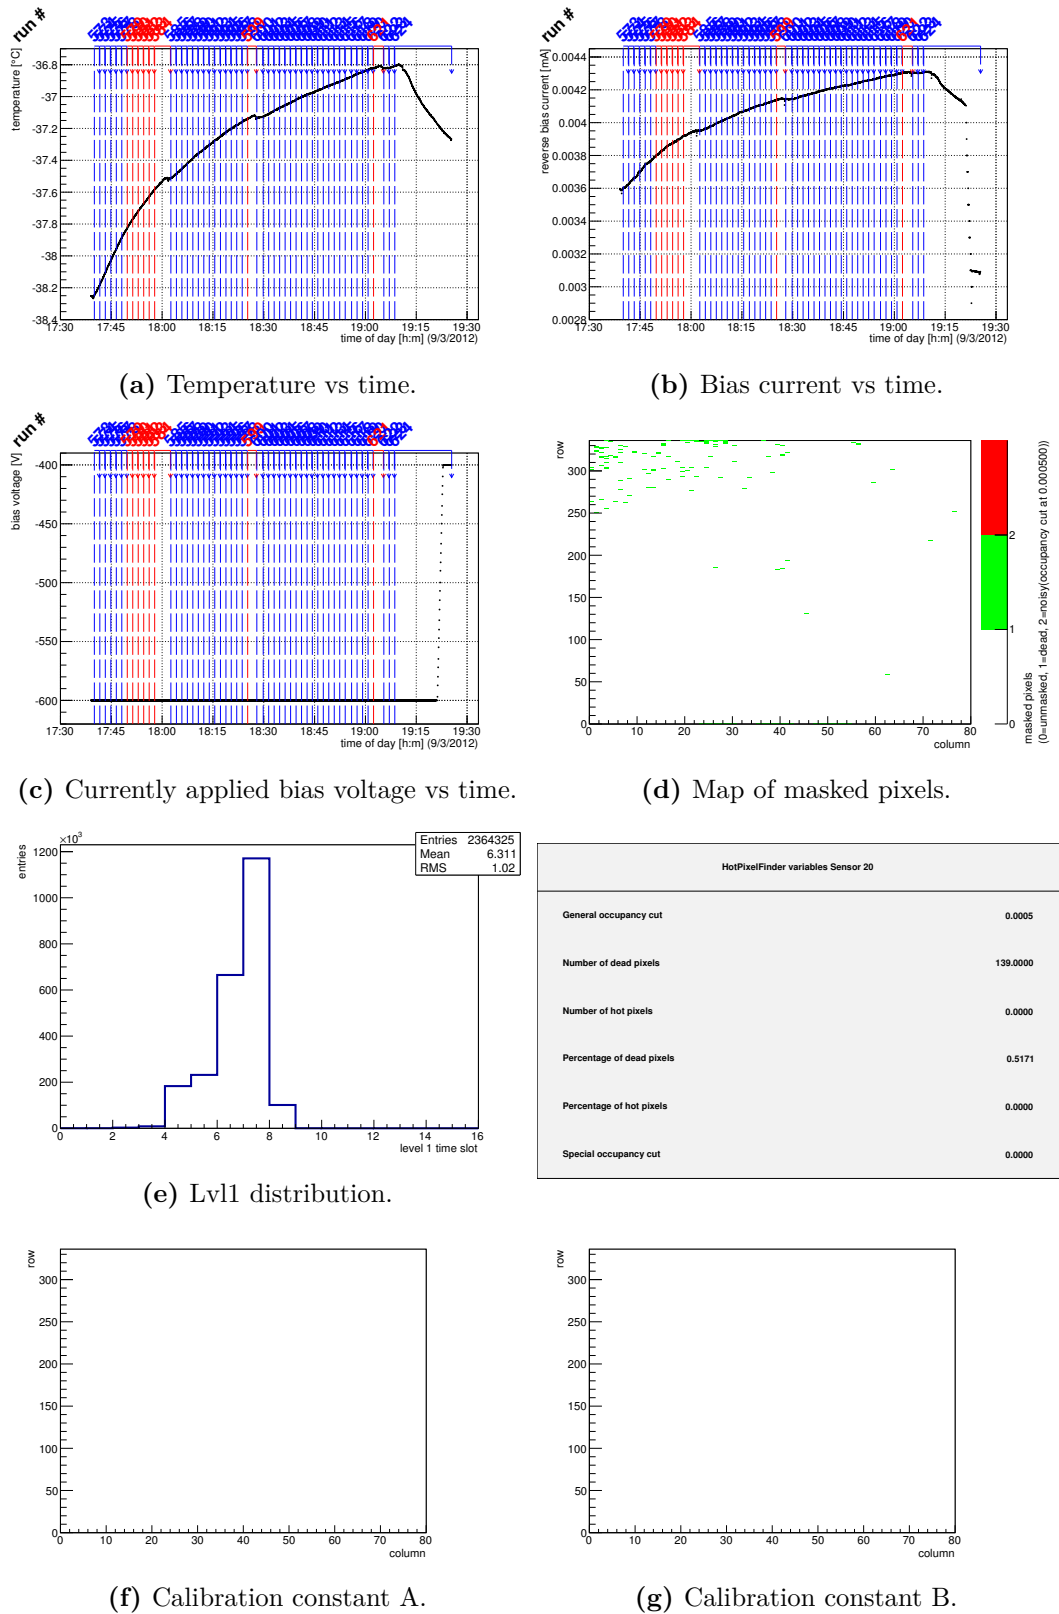 run #
temperature [°C]
-36.8
-37
-37.2
-37.4
-37.6
-37.8
-38
-38.2
-38.4
17:30 17:45 18:00 18:15 18:30 18:45 19:00 19:15 19:30
time of day [h:m] (9/3/2012)
(a) Temperature vs time.
run #
reverse bias current [mA]
0.0044
0.0042
0.004
0.0038
0.0036
0.0034
0.0032
0.003
0.0028
17:30 17:45 18:00 18:15 18:30 18:45 19:00 19:15 19:30
time of day [h:m] (9/3/2012)
(b) Bias current vs time.
run #
bias voltage [V]
-400
-450
-500
-550
-600
17:30 17:45 18:00 18:15 18:30 18:45 19:00 19:15 19:30
time of day [h:m] (9/3/2012)
(c) Currently applied bias voltage vs time.
row
300
250
200
150
100
50
0
0 10 20 30 40 50 60 70 80
column
2
1
0
masked pixels
(0=unmasked, 1=dead, 2=noisy(occupancy cut at 0.000500))
(d) Map of masked pixels.
×10³
entries
1200
1000
800
600
400
200
0
0 2 4 6 8 10 12 14 16
level 1 time slot
Entries 2364325
Mean 6.311
RMS 1.02
(e) Lvl1 distribution.
HotPixelFinder variables Sensor 20
General occupancy cut 0.0005
Number of dead pixels 139.0000
Number of hot pixels 0.0000
Percentage of dead pixels 0.5171
Percentage of hot pixels 0.0000
Special occupancy cut 0.0000
row
300
250
200
150
100
50
0
0 10 20 30 40 50 60 70 80
column
(f) Calibration constant A.
row
300
250
200
150
100
50
0
0 10 20 30 40 50 60 70 80
column
(g) Calibration constant B.